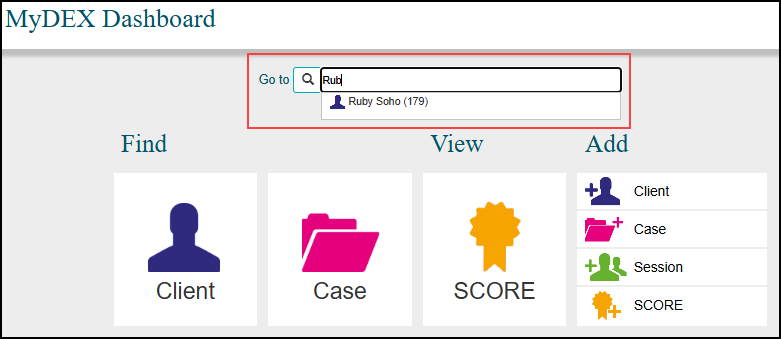 MyDEX Dashboard
Go to Rub
Ruby Soho (179)
Find View Add
Client
Case
SCORE
Client
Case
Session
SCORE